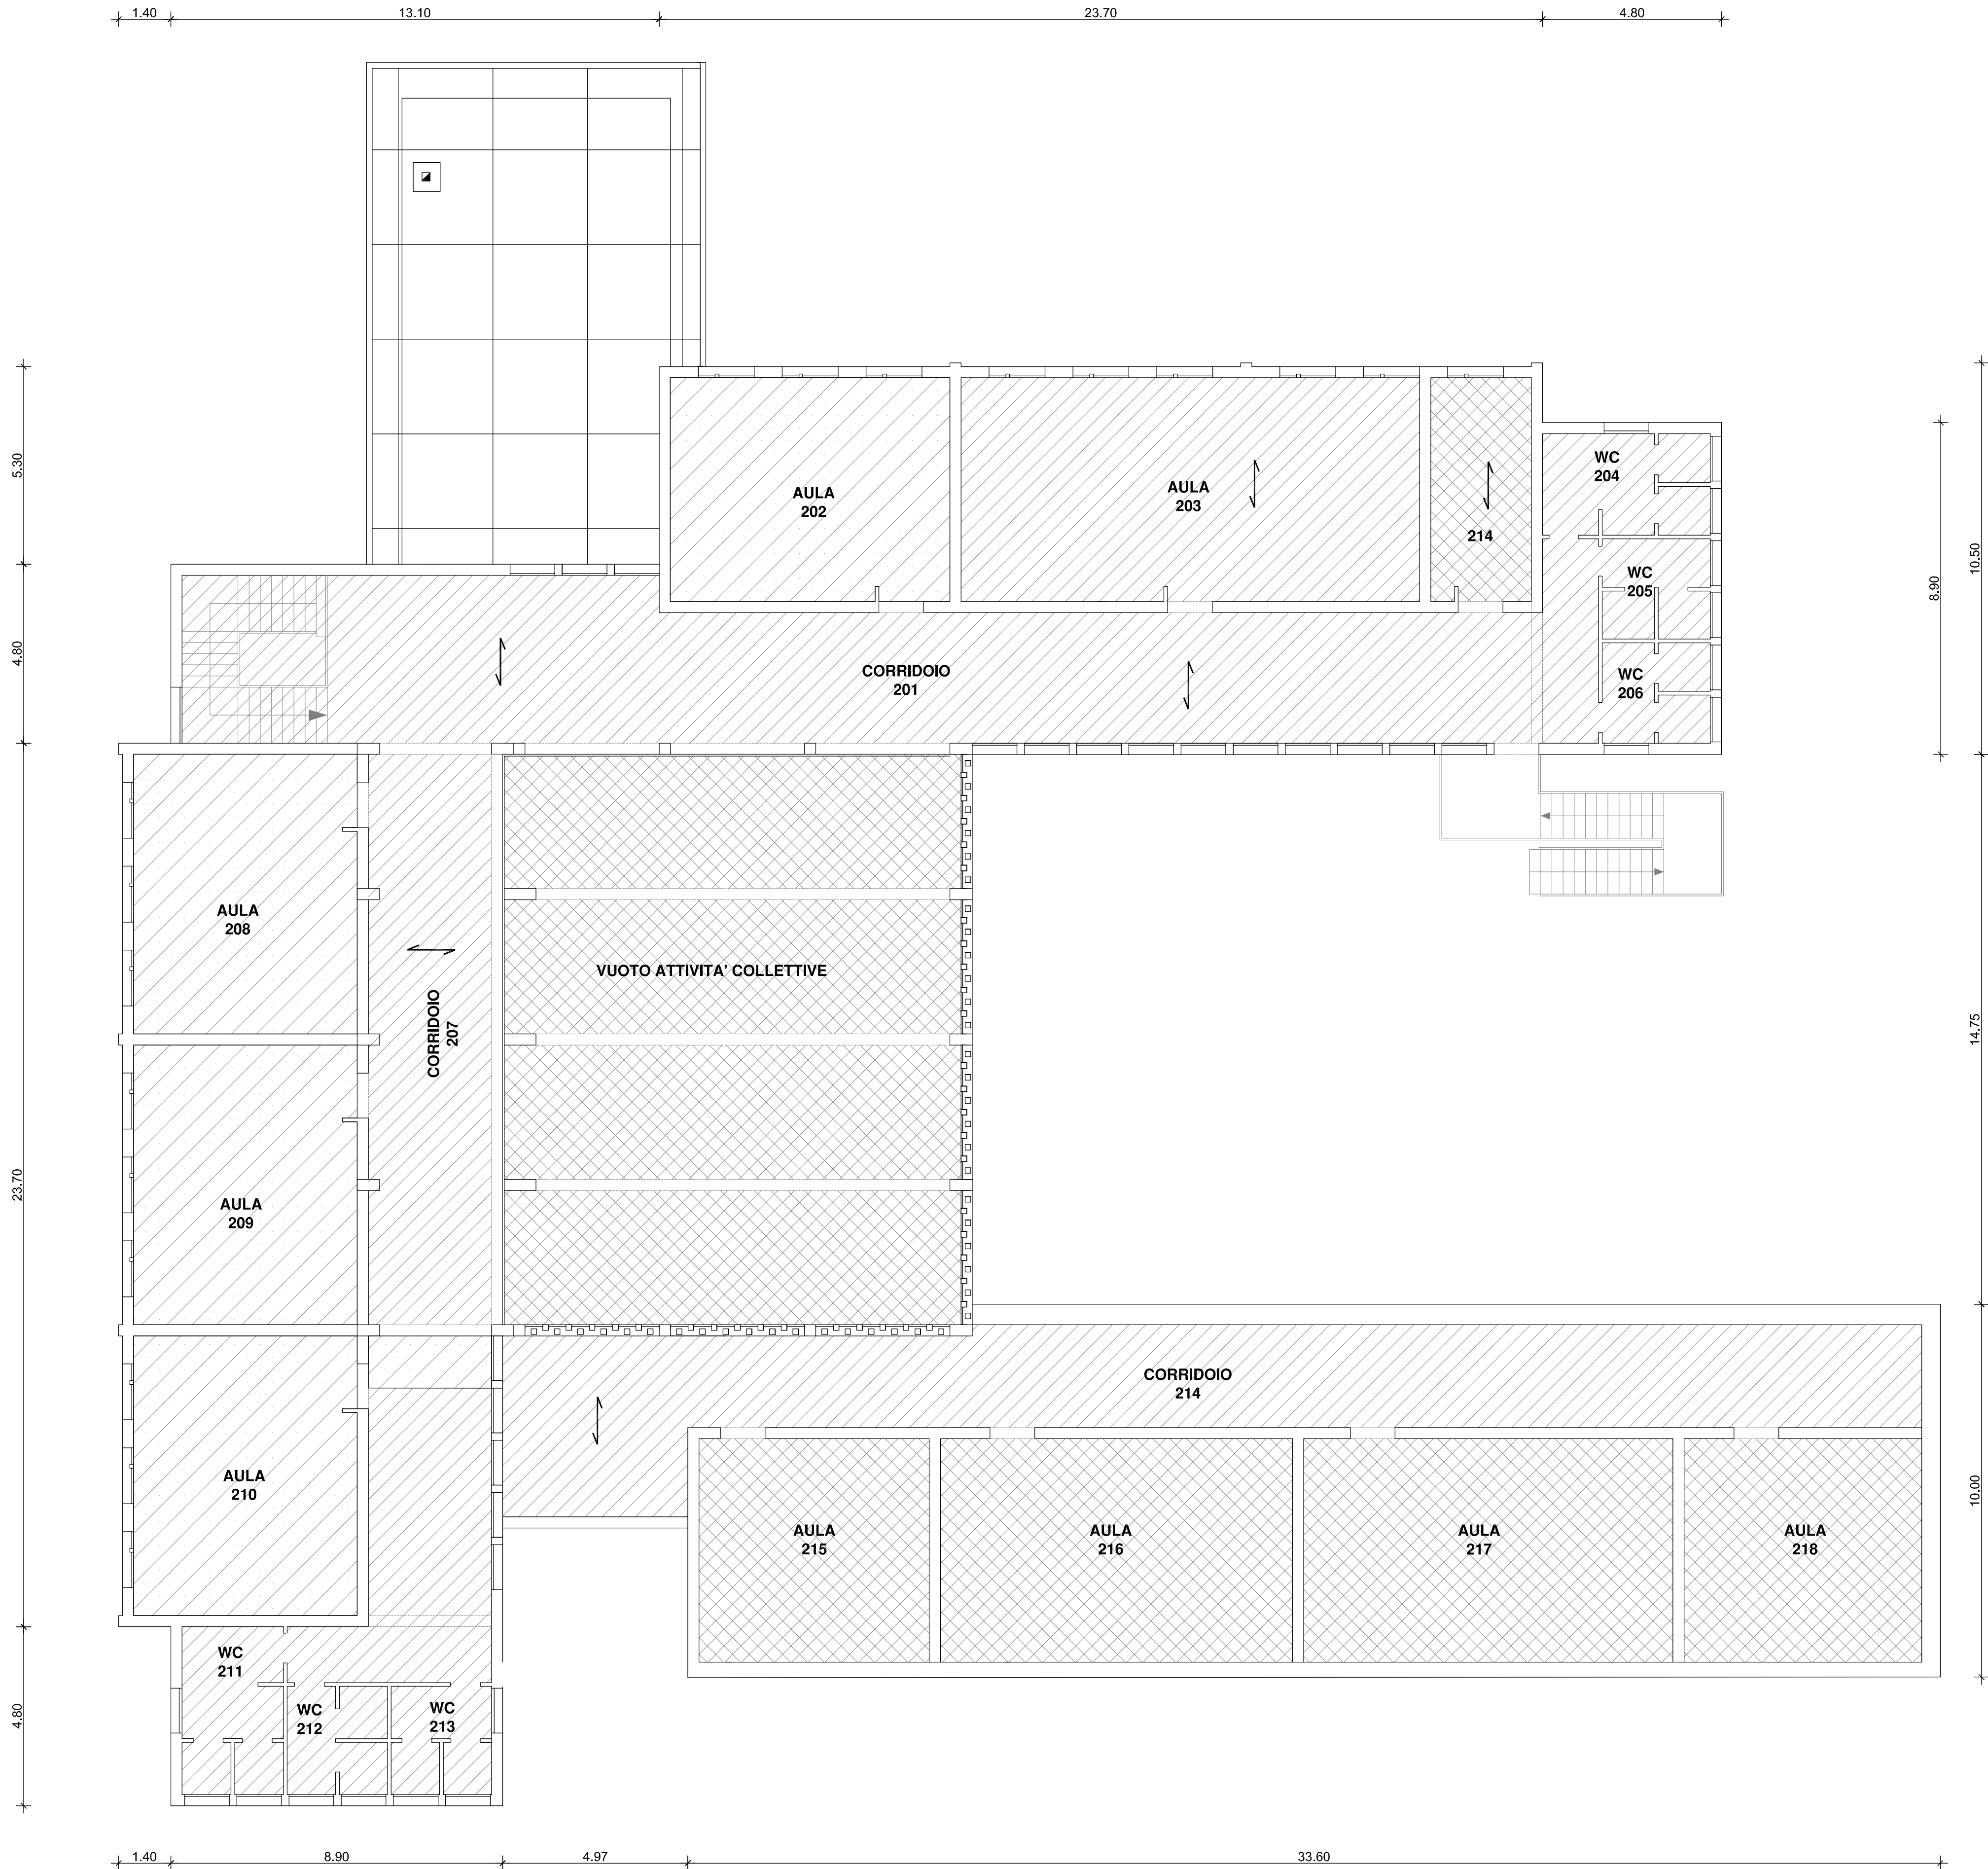 1.40
13.10
23.70
4.80
5.30
4.80
23.70
4.80
10.50
8.90
14.75
10.00
AULA
202
AULA
203
214
WC
204
WC
205
WC
206
CORRIDOIO
201
AULA
208
CORRIDOIO
207
VUOTO ATTIVITA' COLLETTIVE
AULA
209
CORRIDOIO
214
AULA
210
AULA
215
AULA
216
AULA
217
AULA
218
WC
211
WC
212
WC
213
1.40
8.90
4.97
33.60